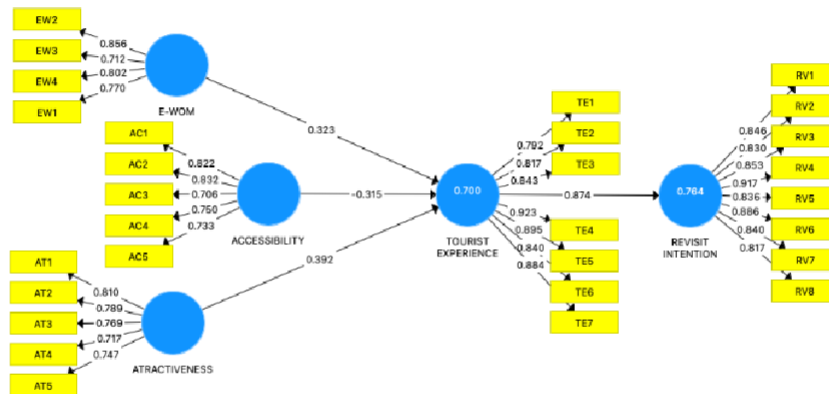 EW2
EW3
EW4
EW1
0.856
0.712
0.802
0.770
E-WOM
AC1
AC2
AC3
AC4
AC5
0.822
0.832
0.706
0.750
0.733
ACCESSIBILITY
AT1
AT2
AT3
AT4
AT5
0.810
0.789
0.769
0.717
0.747
ATRACTIVENESS
0.323
-0.315
0.392
TE1
TE2
TE3
TE4
TE5
TE6
TE7
0.792
0.817
0.843
0.923
0.895
0.840
0.884
0.700
TOURIST
EXPERIENCE
0.874
0.764
REVISIT
INTENTION
0.846
0.830
0.853
0.917
0.836
0.886
0.840
0.817
RV1
RV2
RV3
RV4
RV5
RV6
RV7
RV8